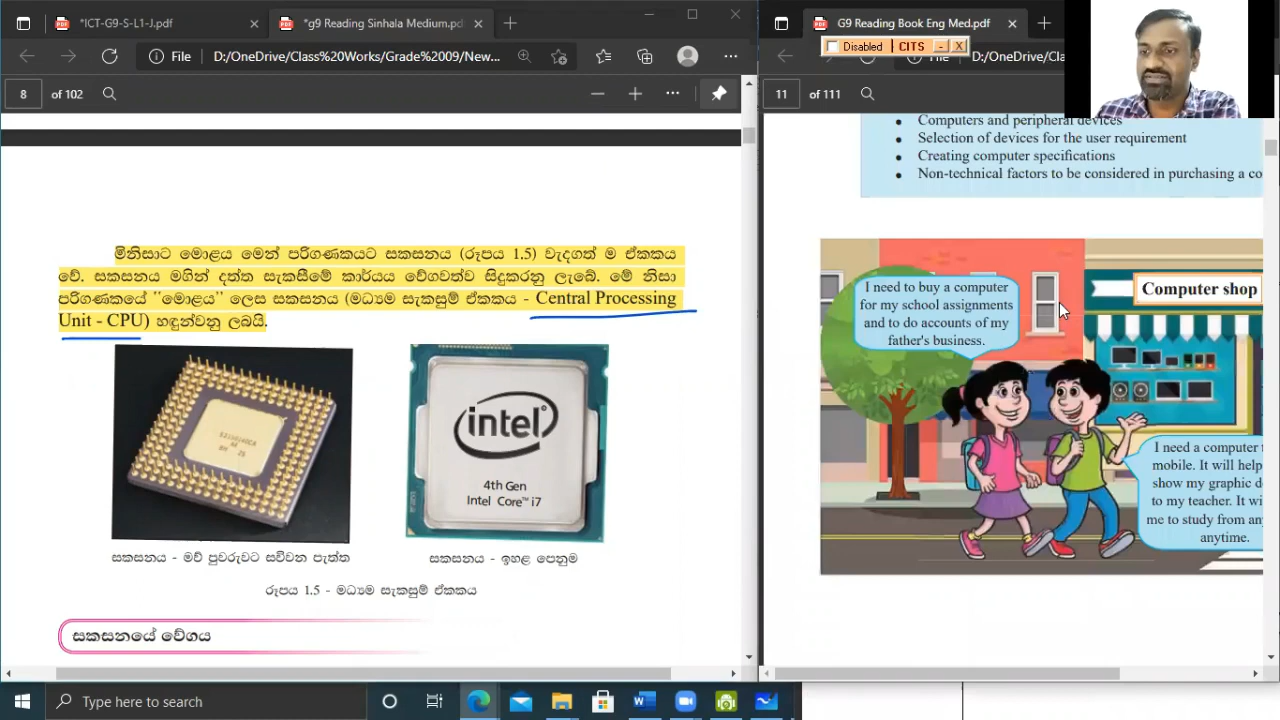 *ICT-G9-S-L1-J.pdf
*g9 Reading Sinhala Medium.pd
File
D:/OneDrive/Class%20Works/Grade%209/New...
8
of 102
මිනිසාට මොළය මෙන් පරිගණකයට සකසනය (රූපය 1.5) වැදගත් ම ඒකකය
වේ. සකසනය මගින් දත්ත සැකසීමේ කාර්යය වේගවත්ව සිදුකරනු ලැබේ. මේ නිසා
පරිගණකයේ "මොළය" ලෙස සකසනය (මධ්‍යම සැකසුම් ඒකකය - Central Processing
Unit - CPU) හඳුන්වනු ලබයි.
intel
4th Gen
Intel Core™ i7
සකසනය - මව් පුවරුවට සවිවන පැත්ත
සකසනය - ඉහළ පෙනුම
රූපය 1.5 - මධ්‍යම සැකසුම් ඒකකය
සකසනයේ වේගය
G9 Reading Book Eng Med.pdf
Disabled
CITS
D:/OneDrive/Cla
11
of 111
Computers and peripheral devices
Selection of devices for the user requirement
Creating computer specifications
Non-technical factors to be considered in purchasing a co
I need to buy a computer
for my school assignments
and to do accounts of my
father's business.
Computer shop
I need a computer
mobile. It will help
show my graphic d
to my teacher. It wi
me to study from an
anytime.
Type here to search